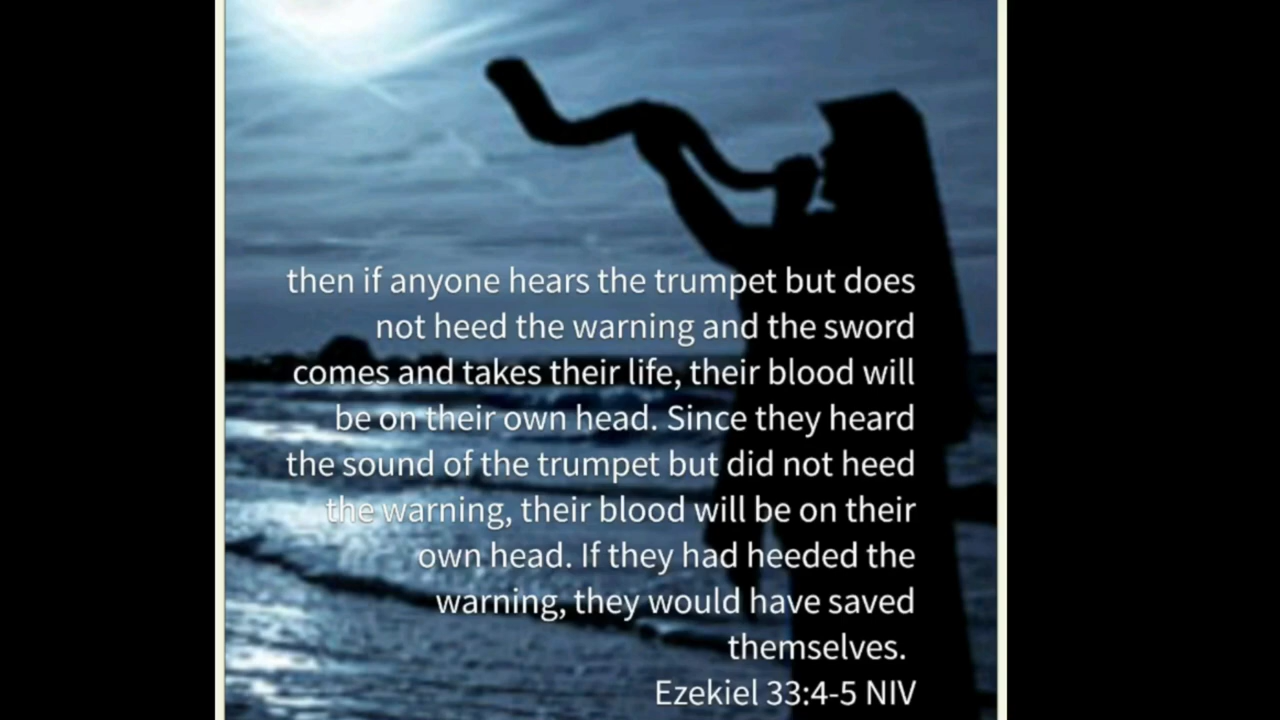 then if anyone hears the trumpet but does
not heed the warning and the sword
comes and takes their life, their blood will
be on their own head. Since they heard
the sound of the trumpet but did not heed
the warning, their blood will be on their
own head. If they had heeded the
warning, they would have saved
themselves.
Ezekiel 33:4-5 NIV